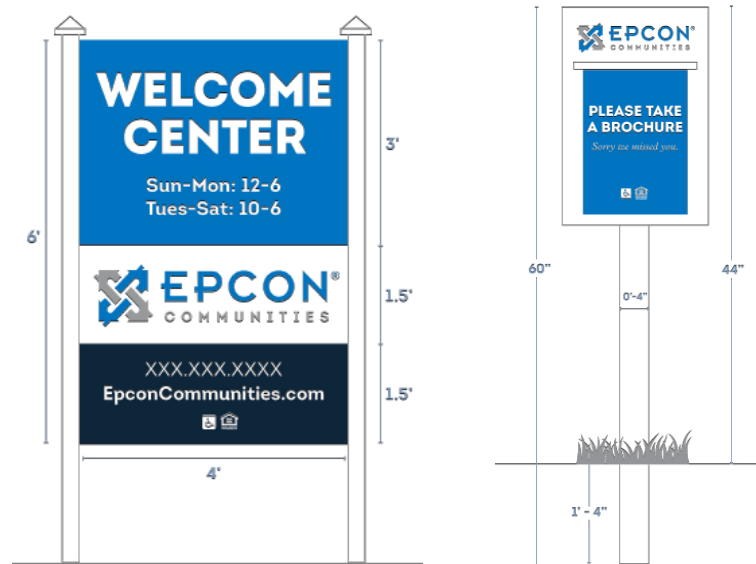 WELCOME
CENTER
Sun-Mon: 12-6
Tues-Sat: 10-6
EPCON®
COMMUNITIES
XXX.XXX.XXXX
EpconCommunities.com
6'
3'
1.5'
1.5'
4'
EPCON®
COMMUNITIES
PLEASE TAKE
A BROCHURE
Sorry we missed you.
60"
44"
0'-4"
1' - 4"